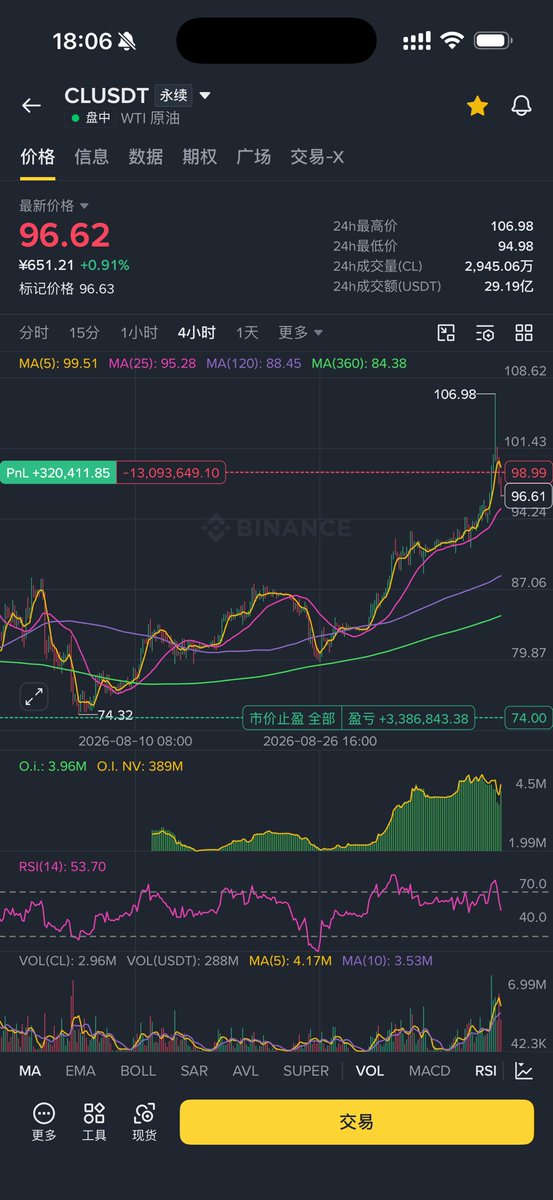 18:06
CLUSDT 永续
盘中 WTI 原油
价格 信息 数据 期权 广场 交易-X
最新价格
96.62
¥651.21 +0.91%
标记价格 96.63
24h最高价 106.98
24h最低价 94.98
24h成交量(CL) 2,945.06万
24h成交额(USDT) 29.19亿
分时 15分 1小时 4小时 1天 更多
MA(5): 99.51 MA(25): 95.28 MA(120): 88.45 MA(360): 84.38
108.62
106.98
101.43
PnL +320,411.85 -13,093,649.10 98.99
96.61
94.24
BINANCE
87.06
79.87
74.32
市价止盈 全部 盈亏 +3,386,843.38 74.00
2026-08-10 08:00 2026-08-26 16:00
O.i.: 3.96M O.I. NV: 389M
4.5M
1.99M
RSI(14): 53.70
70.0
40.0
VOL(CL): 2.96M VOL(USDT): 288M MA(5): 4.17M MA(10): 3.53M
6.99M
42.3K
MA EMA BOLL SAR AVL SUPER VOL MACD RSI
更多 工具 现货 交易